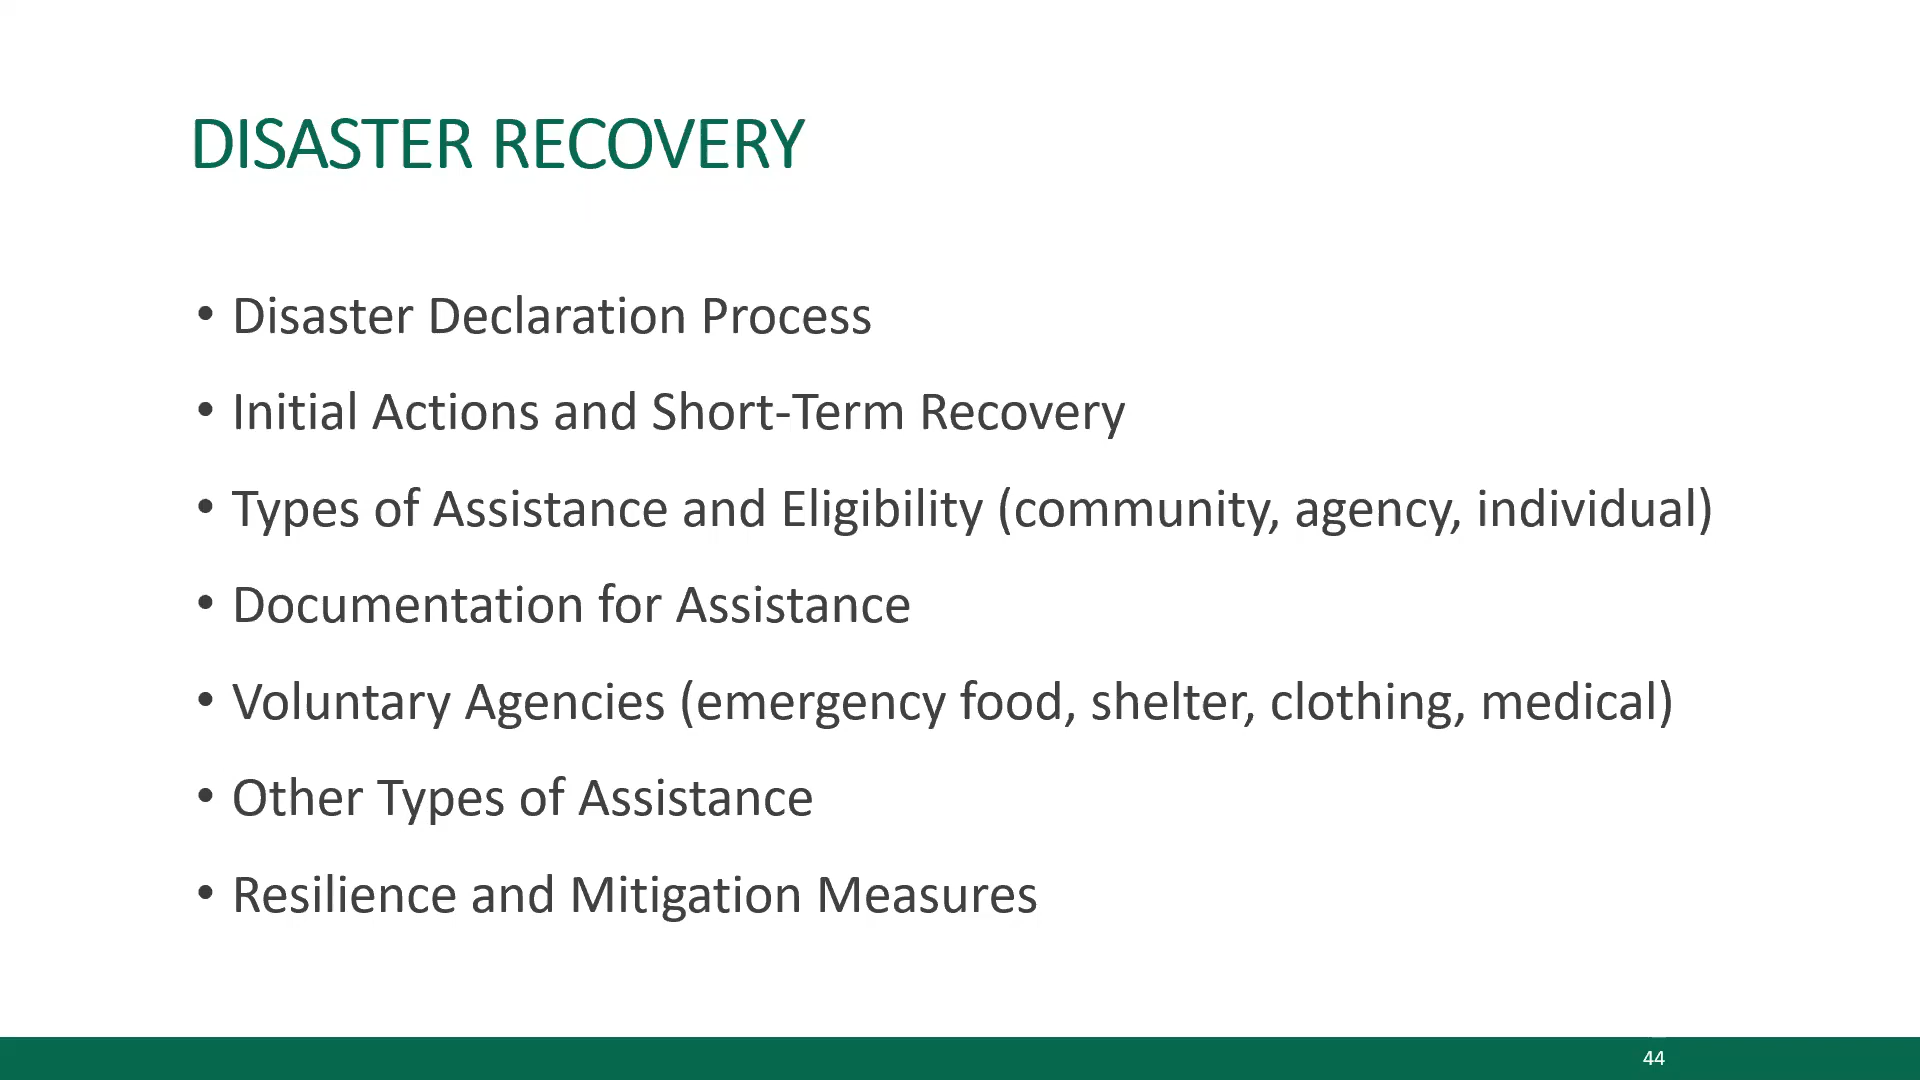 DISASTER RECOVERY
• Disaster Declaration Process
• Initial Actions and Short-Term Recovery
• Types of Assistance and Eligibility (community, agency, individual)
• Documentation for Assistance
• Voluntary Agencies (emergency food, shelter, clothing, medical)
• Other Types of Assistance
• Resilience and Mitigation Measures
44